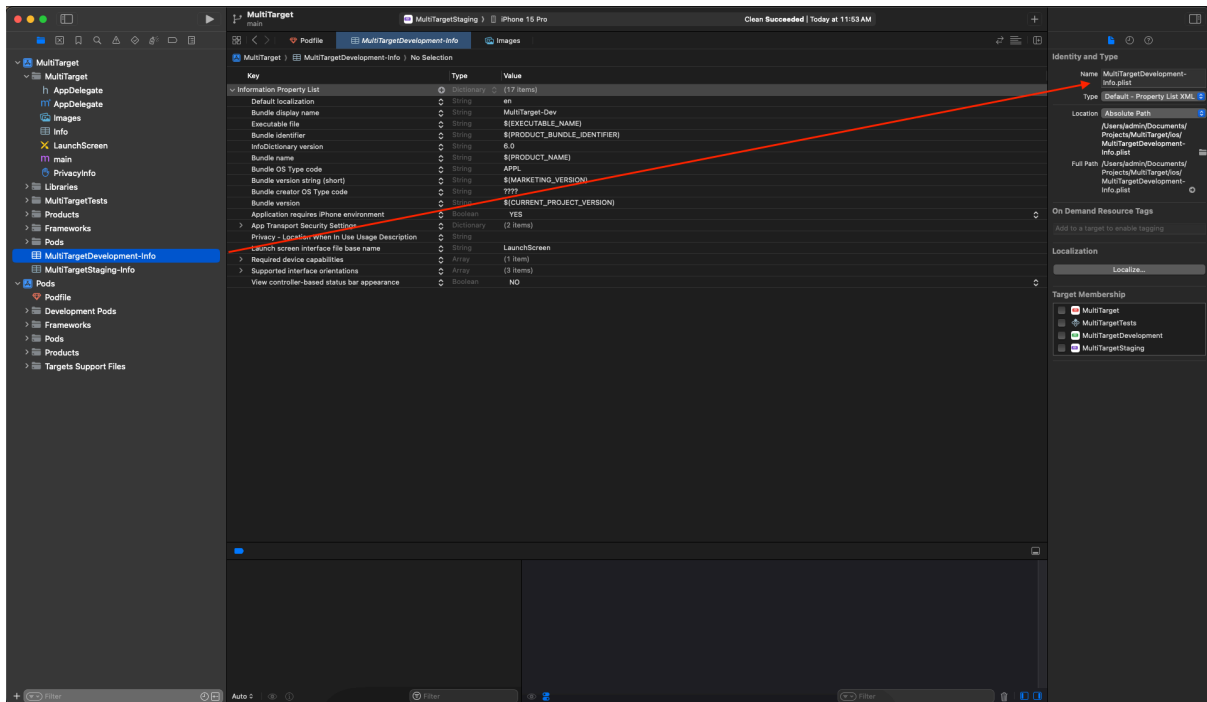 MultiTarget
main
MultiTargetStaging ⟩ iPhone 15 Pro
Clean Succeeded | Today at 11:53 AM
Podfile
MultiTargetDevelopment-Info
Images
MultiTarget ⟩ MultiTargetDevelopment-Info ⟩ No Selection
MultiTarget
MultiTarget
AppDelegate
AppDelegate
Images
Info
LaunchScreen
main
PrivacyInfo
Libraries
MultiTargetTests
Products
Frameworks
Pods
MultiTargetDevelopment-Info
MultiTargetStaging-Info
Pods
Podfile
Development Pods
Frameworks
Pods
Products
Targets Support Files
Filter
Key Type Value
Information Property List Dictionary (17 items)
Default localization String en
Bundle display name String MultiTarget-Dev
Executable file String $(EXECUTABLE_NAME)
Bundle identifier String $(PRODUCT_BUNDLE_IDENTIFIER)
InfoDictionary version String 6.0
Bundle name String $(PRODUCT_NAME)
Bundle OS Type code String APPL
Bundle version string (short) String $(MARKETING_VERSION)
Bundle creator OS Type code String ????
Bundle version String $(CURRENT_PROJECT_VERSION)
Application requires iPhone environment Boolean YES
App Transport Security Settings Dictionary (2 items)
Privacy - Location When In Use Usage Description String
Launch screen interface file base name String LaunchScreen
Required device capabilities Array (1 item)
Supported interface orientations Array (3 items)
View controller-based status bar appearance Boolean NO
Auto
Filter
Filter
Identity and Type
Name MultiTargetDevelopment-
Info.plist
Type Default - Property List XML
Location Absolute Path
/Users/admin/Documents/
Projects/MultiTarget/ios/
MultiTargetDevelopment-
Info.plist
Full Path /Users/admin/Documents/
Projects/MultiTarget/ios/
MultiTargetDevelopment-
Info.plist
On Demand Resource Tags
Add to a target to enable tagging
Localization
Localize...
Target Membership
MultiTarget
MultiTargetTests
MultiTargetDevelopment
MultiTargetStaging